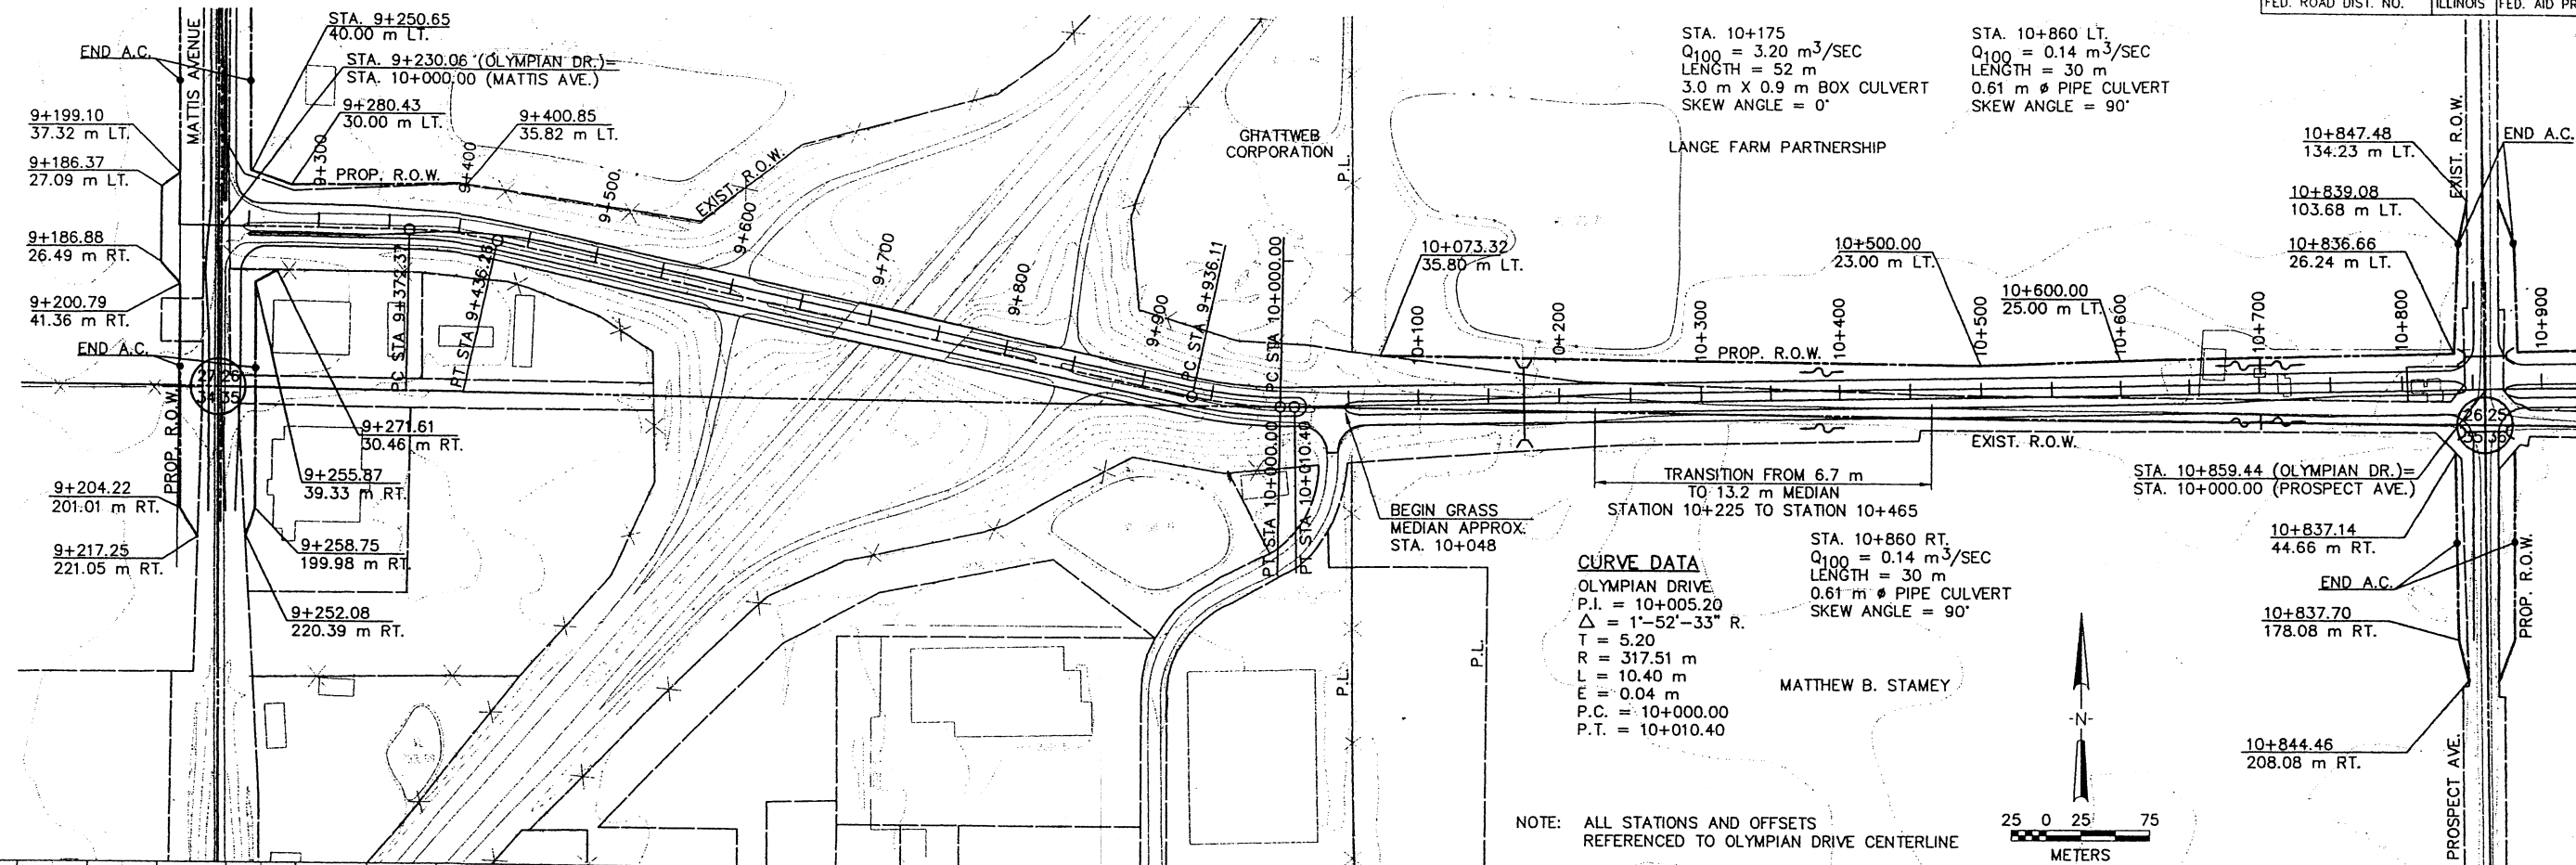 FED. ROAD DIST. NO.
ILLINOIS
FED. AID PR
END A.C.
MATTIS AVENUE
STA. 9+250.65
40.00 m LT.
STA. 9+230.06 (OLYMPIAN DR.)=
STA. 10+000.00 (MATTIS AVE.)
9+280.43
30.00 m LT.
9+400.85
35.82 m LT.
9+199.10
37.32 m LT.
9+186.37
27.09 m LT.
9+186.88
26.49 m RT.
9+200.79
41.36 m RT.
END A.C.
PROP. R.O.W.
9+204.22
201.01 m RT.
9+217.25
221.05 m RT.
9+271.61
30.46 m RT.
9+255.87
39.33 m RT.
9+258.75
199.98 m RT.
9+252.08
220.39 m RT.
27 26
34 35
PROP. R.O.W.
EXIST. R.O.W.
9+300
9+400
9+500
9+600
9+700
9+800
9+900
PC STA 9+372.37
PT STA 9+436.26
PC STA 9+936.11
PC STA 10+000.00
PT STA 10+000.00
PT STA 10+010.40
GHATTWEB
CORPORATION
P.L.
P.L.
P.L.
STA. 10+175
Q100 = 3.20 m³/SEC
LENGTH = 52 m
3.0 m X 0.9 m BOX CULVERT
SKEW ANGLE = 0°
STA. 10+860 LT.
Q100 = 0.14 m³/SEC
LENGTH = 30 m
0.61 m ø PIPE CULVERT
SKEW ANGLE = 90°
LANGE FARM PARTNERSHIP
10+073.32
35.80 m LT.
10+500.00
23.00 m LT.
10+600.00
25.00 m LT.
10+847.48
134.23 m LT.
10+839.08
103.68 m LT.
10+836.66
26.24 m LT.
EXIST. R.O.W.
END A.C.
10+100
10+200
10+300
10+400
10+500
10+600
10+700
10+800
10+900
PROP. R.O.W.
EXIST. R.O.W.
26 25
35 36
TRANSITION FROM 6.7 m
TO 13.2 m MEDIAN
STATION 10+225 TO STATION 10+465
BEGIN GRASS
MEDIAN APPROX.
STA. 10+048
STA. 10+859.44 (OLYMPIAN DR.)=
STA. 10+000.00 (PROSPECT AVE.)
10+837.14
44.66 m RT.
END A.C.
10+837.70
178.08 m RT.
10+844.46
208.08 m RT.
PROP. R.O.W.
PROSPECT AVE.
CURVE DATA
OLYMPIAN DRIVE
P.I. = 10+005.20
△ = 1°-52'-33" R.
T = 5.20
R = 317.51 m
L = 10.40 m
E = 0.04 m
P.C. = 10+000.00
P.T. = 10+010.40
STA. 10+860 RT.
Q100 = 0.14 m³/SEC
LENGTH = 30 m
0.61 m ø PIPE CULVERT
SKEW ANGLE = 90°
MATTHEW B. STAMEY
-N-
NOTE: ALL STATIONS AND OFFSETS
REFERENCED TO OLYMPIAN DRIVE CENTERLINE
25 0 25 75
METERS